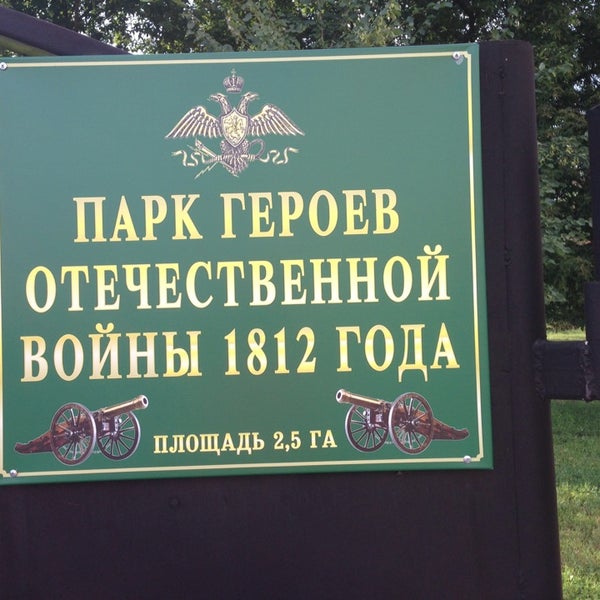 ПАРК ГЕРОЕВ
ОТЕЧЕСТВЕННОЙ
ВОЙНЫ 1812 ГОДА
ПЛОЩАДЬ 2,5 ГА